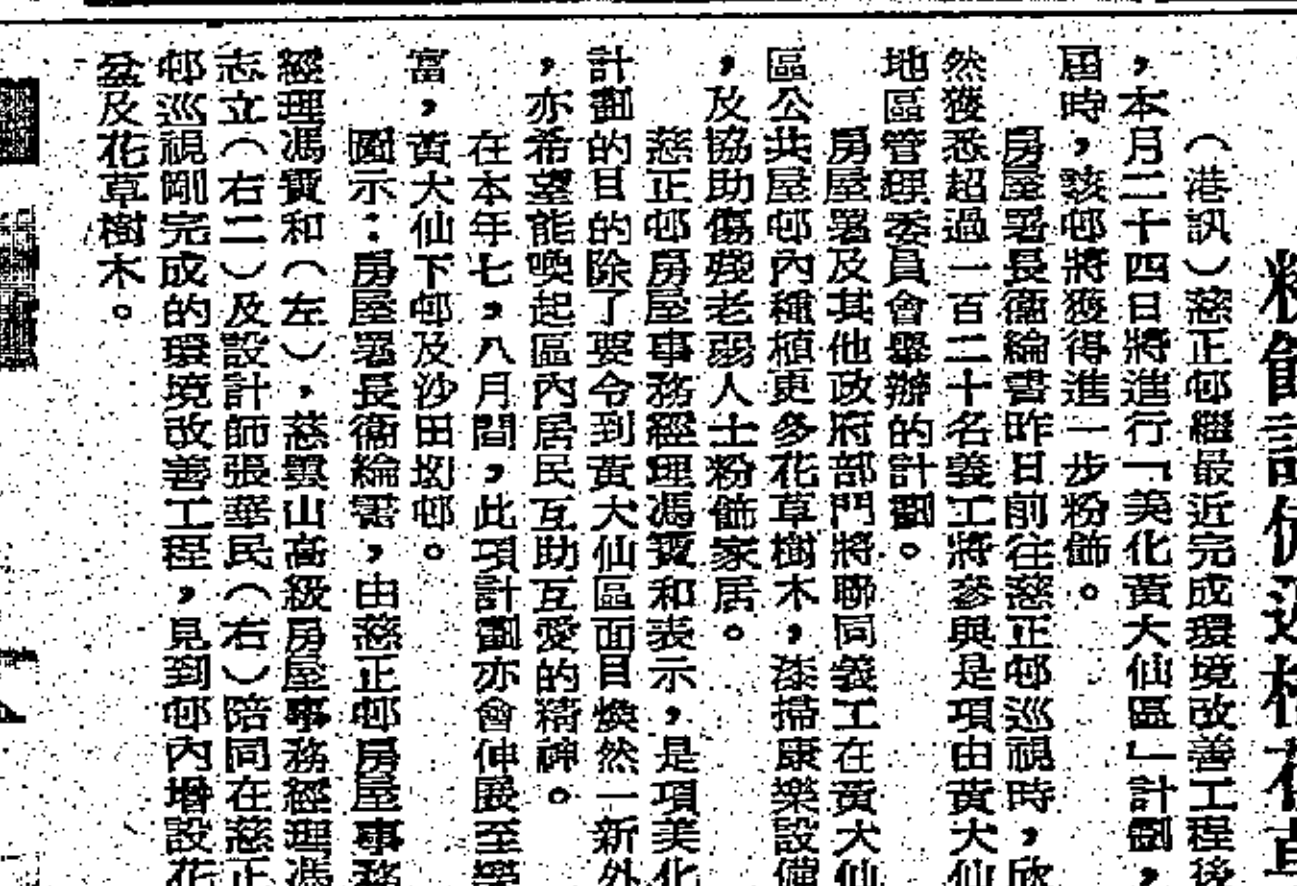 粉飾設備遍植花草
（港訊）慈正邨繼最近完成環境改善工程後
，本月二十四日將進行「美化黃大仙區」計劃，
屆時，該邨將獲得進一步粉飾。
房屋署長衞綸書昨日前往慈正邨巡視時，欣
然獲悉超過一百二十名義工將參與是項由黃大仙
地區管理委員會舉辦的計劃。
房屋署及其他政府部門將聯同義工在黃大仙
區公共屋邨內種植更多花草樹木，漆掃康樂設備
，及協助傷殘老弱人士粉飾家居。
慈正邨房屋事務經理馮寶和表示，是項美化
計劃的目的除了要令到黃大仙區面目煥然一新外
，亦希望能喚起區內居民互助互愛的精神。
在本年七，八月間，此項計劃亦會伸展至樂
富，黃大仙下邨及沙田坳邨。
圖示：房屋署長衞綸書，由慈正邨房屋事務
經理馮寶和（左），慈雲山高級房屋事務經理馮
志立（右二）及設計師張華民（右）陪同在慈正
邨巡視剛完成的環境改善工程，見到邨內增設花
盆及花草樹木。